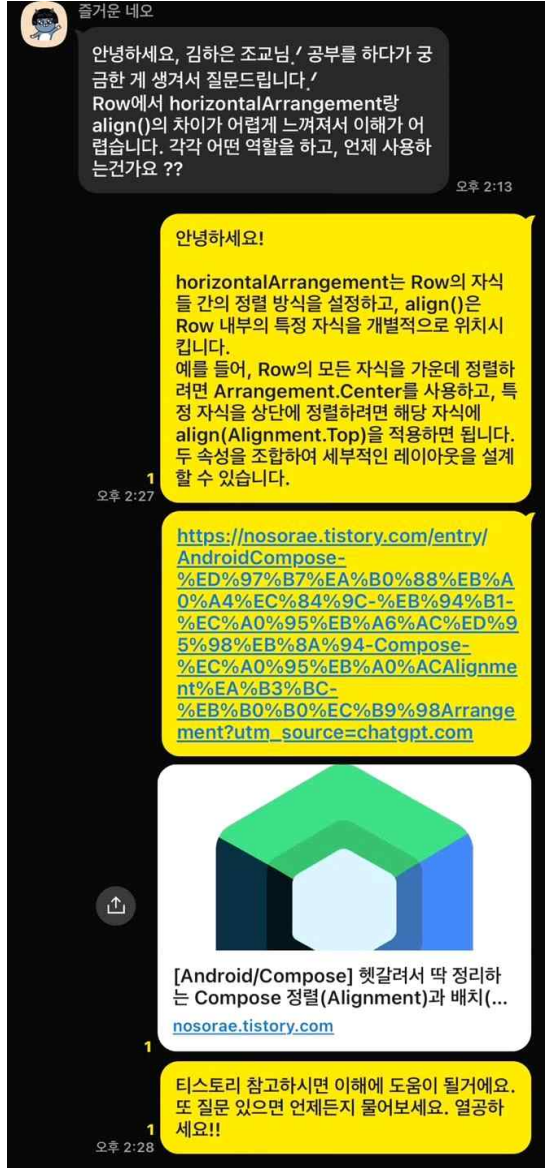 즐거운 네오
안녕하세요, 김하은 조교님.ᐟ 공부를 하다가 궁
금한 게 생겨서 질문드립니다.ᐟ
Row에서 horizontalArrangement랑
align()의 차이가 어렵게 느껴져서 이해가 어
렵습니다. 각각 어떤 역할을 하고, 언제 사용하
는건가요 ??
오후 2:13
안녕하세요!
horizontalArrangement는 Row의 자식
들 간의 정렬 방식을 설정하고, align()은
Row 내부의 특정 자식을 개별적으로 위치시
킵니다.
예를 들어, Row의 모든 자식을 가운데 정렬하
려면 Arrangement.Center를 사용하고, 특
정 자식을 상단에 정렬하려면 해당 자식에
align(Alignment.Top)을 적용하면 됩니다.
두 속성을 조합하여 세부적인 레이아웃을 설계
할 수 있습니다.
1
오후 2:27
https://nosorae.tistory.com/entry/
AndroidCompose-
%ED%97%B7%EA%B0%88%EB%A
0%A4%EC%84%9C-%EB%94%B1-
%EC%A0%95%EB%A6%AC%ED%9
5%98%EB%8A%94-Compose-
%EC%A0%95%EB%A0%ACAlignme
nt%EA%B3%BC-
%EB%B0%B0%EC%B9%98Arrange
ment?utm_source=chatgpt.com
[Android/Compose] 헷갈려서 딱 정리하
는 Compose 정렬(Alignment)과 배치(...
nosorae.tistory.com
1
티스토리 참고하시면 이해에 도움이 될거에요.
또 질문 있으면 언제든지 물어보세요. 열공하
세요!!
1
오후 2:28